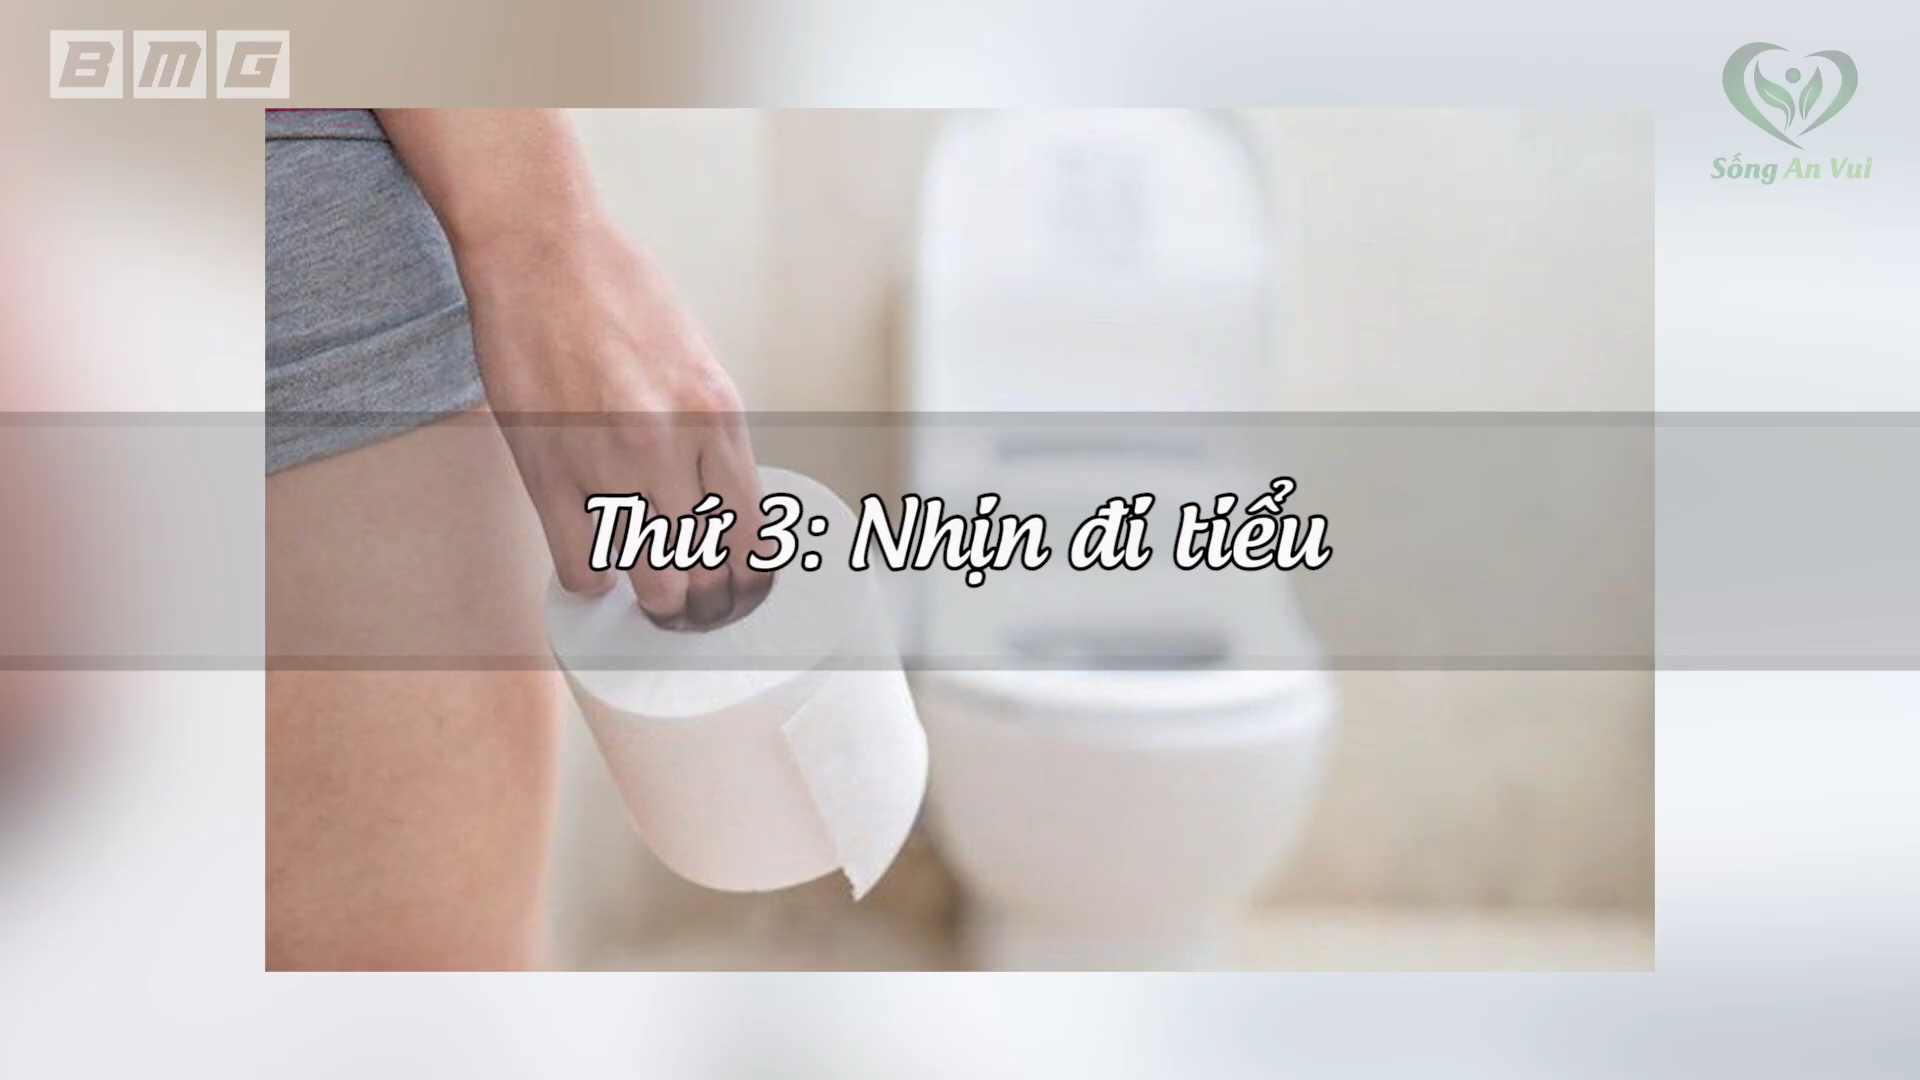 BMG
Sống An Vui
Thứ 3: Nhịn đi tiểu